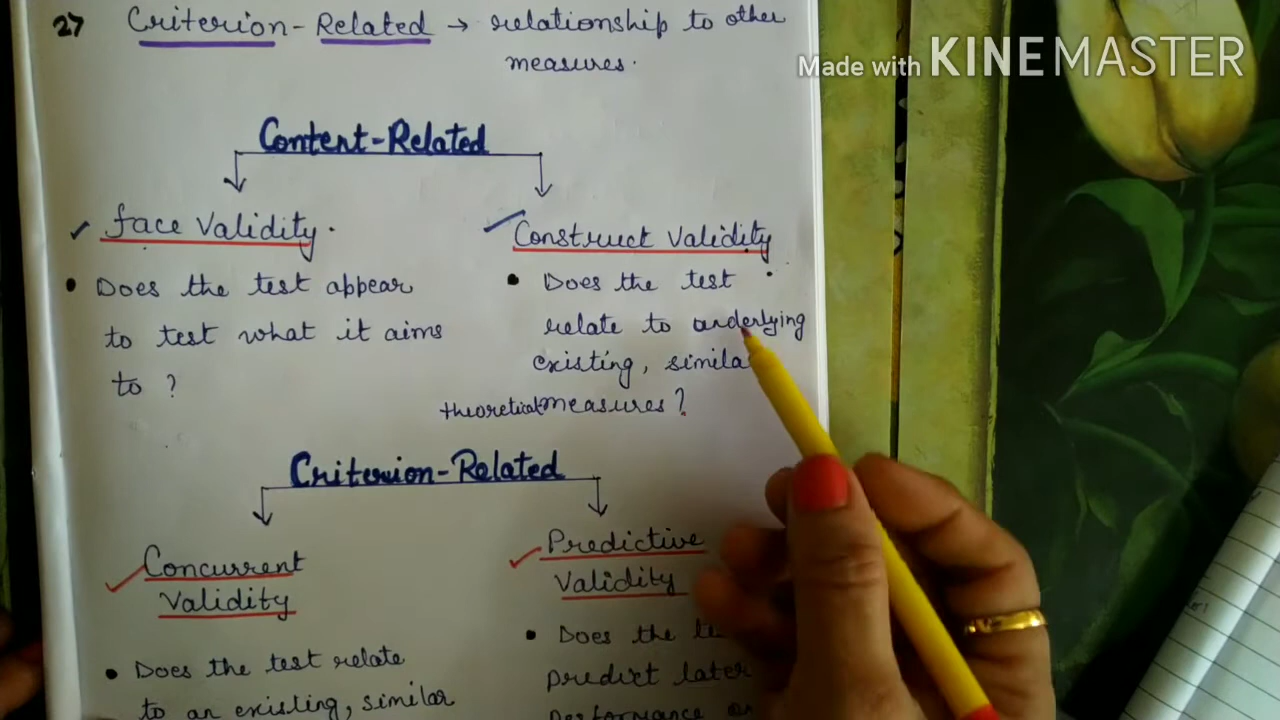 27 Criterion-Related → relationship to other
measures.
Made with KINEMASTER
Content-Related
✓ face Validity.
• Does the test appear
to test what it aims
to ?
✓ Construct Validity
• Does the test
relate to underlying
existing, similar
theoretical measures?
Criterion-Related
✓ Concurrent
Validity
• Does the test relate
to an existing, similar
✓ Predictive
Validity
• Does the
predict later
performance